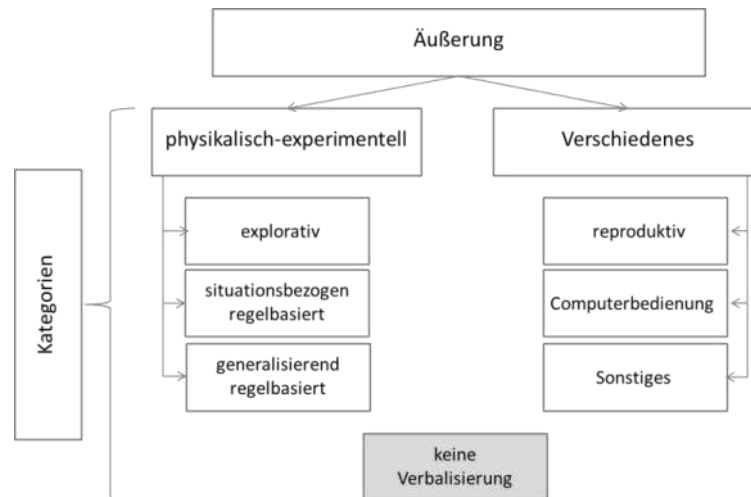 Äußerung
physikalisch-experimentell
Verschiedenes
Kategorien
explorativ
reproduktiv
situationsbezogen
regelbasiert
Computerbedienung
generalisierend
regelbasiert
Sonstiges
keine
Verbalisierung